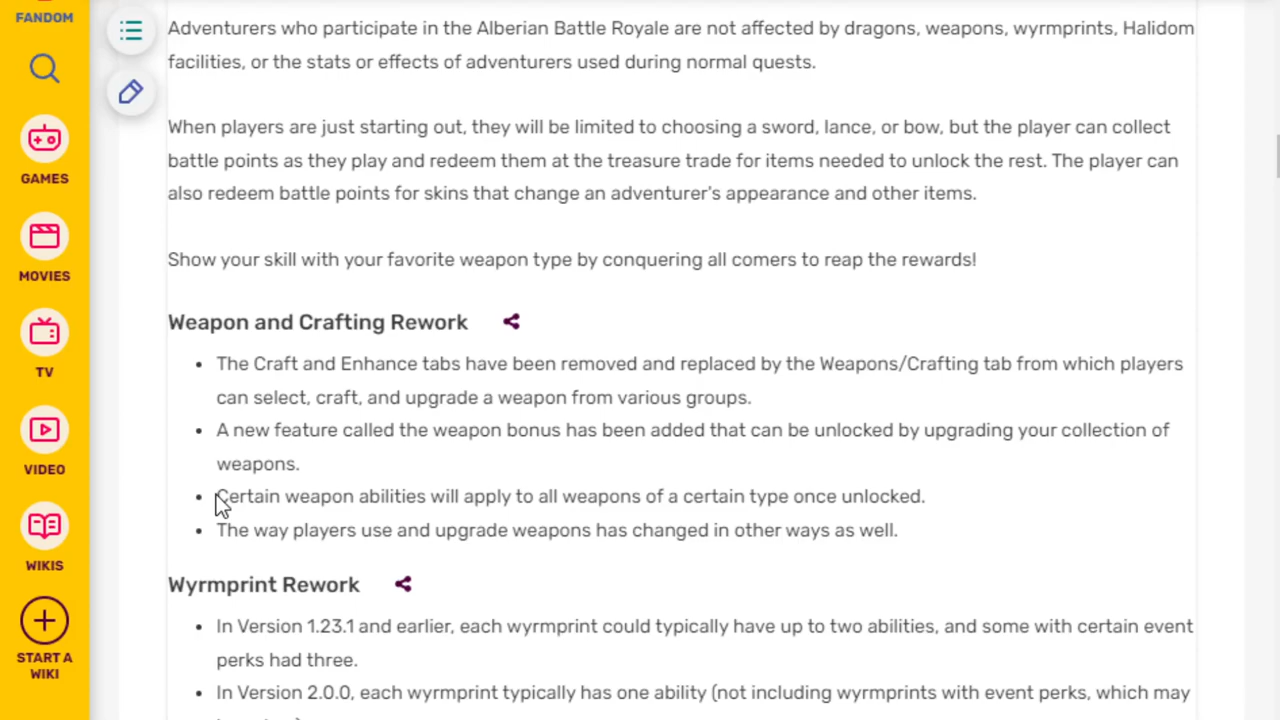 FANDOM
GAMES
MOVIES
TV
VIDEO
WIKIS
START A
WIKI
Adventurers who participate in the Alberian Battle Royale are not affected by dragons, weapons, wyrmprints, Halidom
facilities, or the stats or effects of adventurers used during normal quests.
When players are just starting out, they will be limited to choosing a sword, lance, or bow, but the player can collect
battle points as they play and redeem them at the treasure trade for items needed to unlock the rest. The player can
also redeem battle points for skins that change an adventurer's appearance and other items.
Show your skill with your favorite weapon type by conquering all comers to reap the rewards!
Weapon and Crafting Rework
• The Craft and Enhance tabs have been removed and replaced by the Weapons/Crafting tab from which players
can select, craft, and upgrade a weapon from various groups.
• A new feature called the weapon bonus has been added that can be unlocked by upgrading your collection of
weapons.
• Certain weapon abilities will apply to all weapons of a certain type once unlocked.
• The way players use and upgrade weapons has changed in other ways as well.
Wyrmprint Rework
• In Version 1.23.1 and earlier, each wyrmprint could typically have up to two abilities, and some with certain event
perks had three.
• In Version 2.0.0, each wyrmprint typically has one ability (not including wyrmprints with event perks, which may